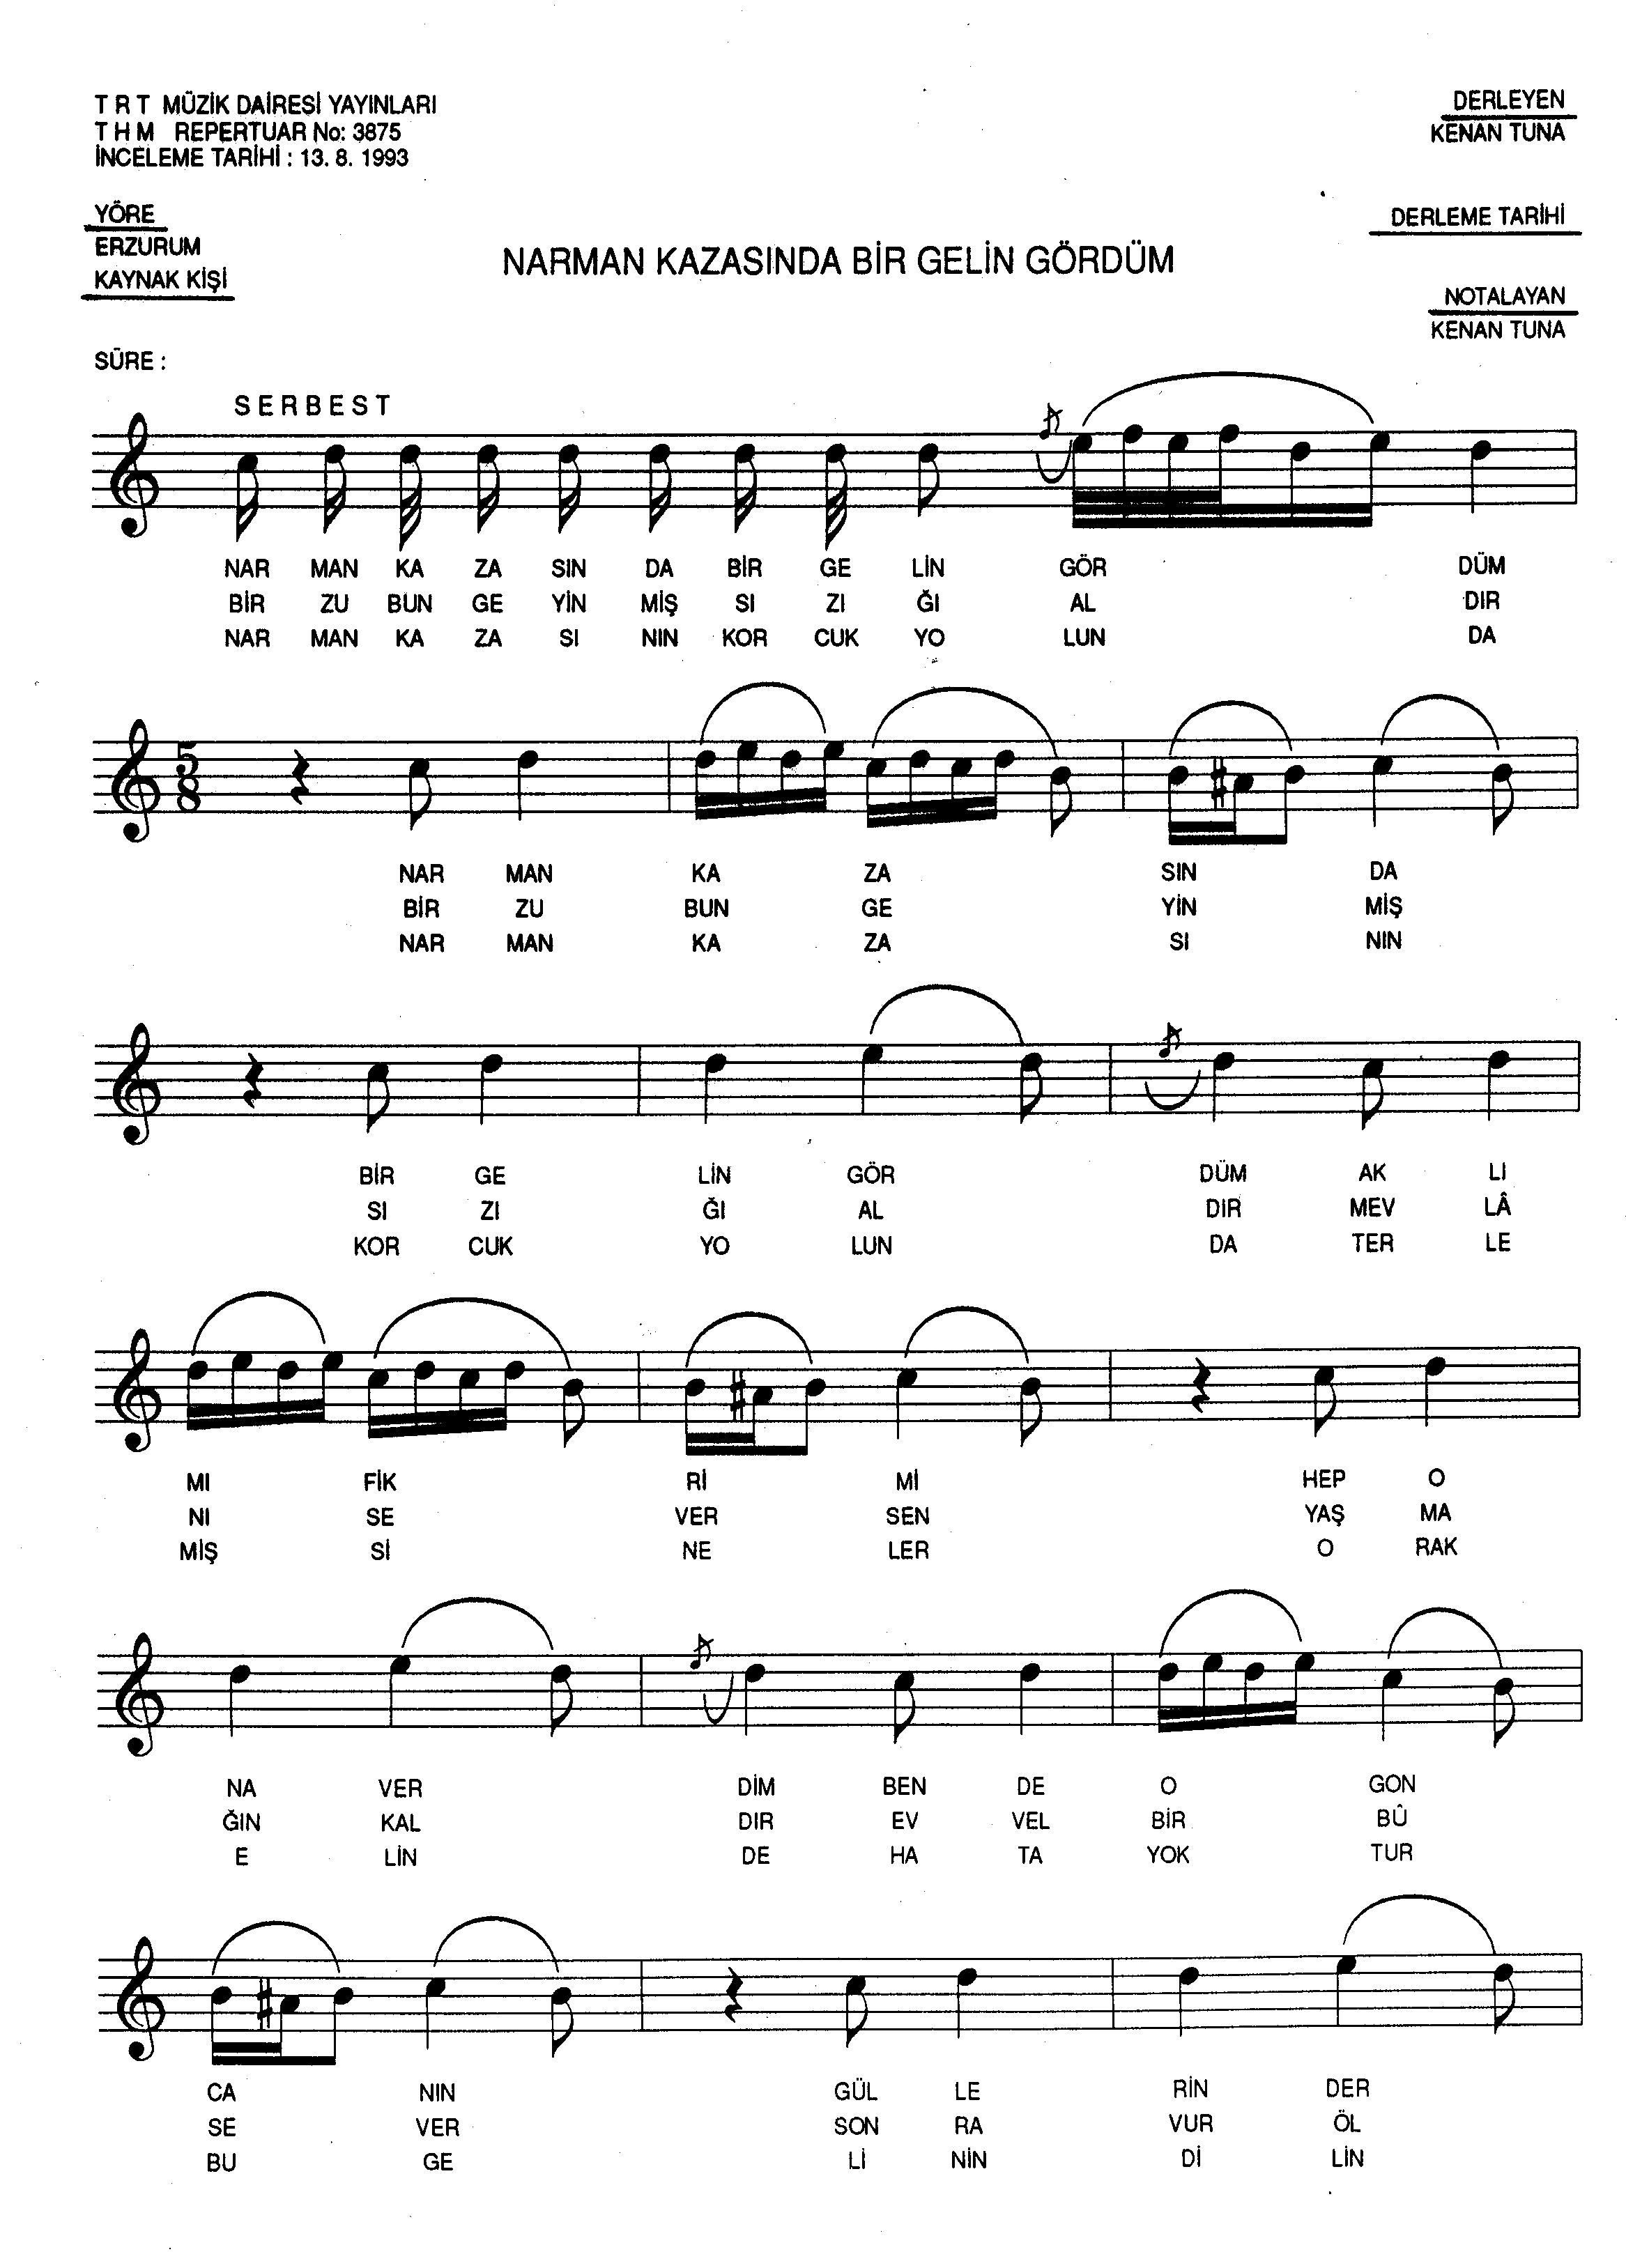 T R T MÜZİK DAİRESİ YAYINLARI
T H M REPERTUAR No: 3875
İNCELEME TARİHİ : 13. 8. 1993
DERLEYEN
KENAN TUNA
YÖRE
ERZURUM
KAYNAK KİŞİ
DERLEME TARİHİ
NARMAN KAZASINDA BİR GELİN GÖRDÜM
NOTALAYAN
KENAN TUNA
SÜRE :
SERBEST
NAR MAN KA ZA SIN DA BİR GE LİN GÖR DÜM
BİR ZU BUN GE YİN MİŞ SI ZI ĞI AL DIR
NAR MAN KA ZA SI NIN KOR CUK YO LUN DA
5
8
NAR MAN KA ZA SIN DA
BİR ZU BUN GE YİN MİŞ
NAR MAN KA ZA SI NIN
BİR GE LİN GÖR DÜM AK LI
SI ZI ĞI AL DIR MEV LÂ
KOR CUK YO LUN DA TER LE
MI FİK Rİ Mİ HEP O
NI SE VER SEN YAŞ MA
MİŞ Sİ NE LER O RAK
NA VER DİM BEN DE O GON
ĞIN KAL DIR EV VEL BİR BÛ
E LİN DE HA TA YOK TUR
CA NIN GÜL LE RİN DER
SE VER SON RA VUR ÖL
BU GE Lİ NİN Dİ LİN